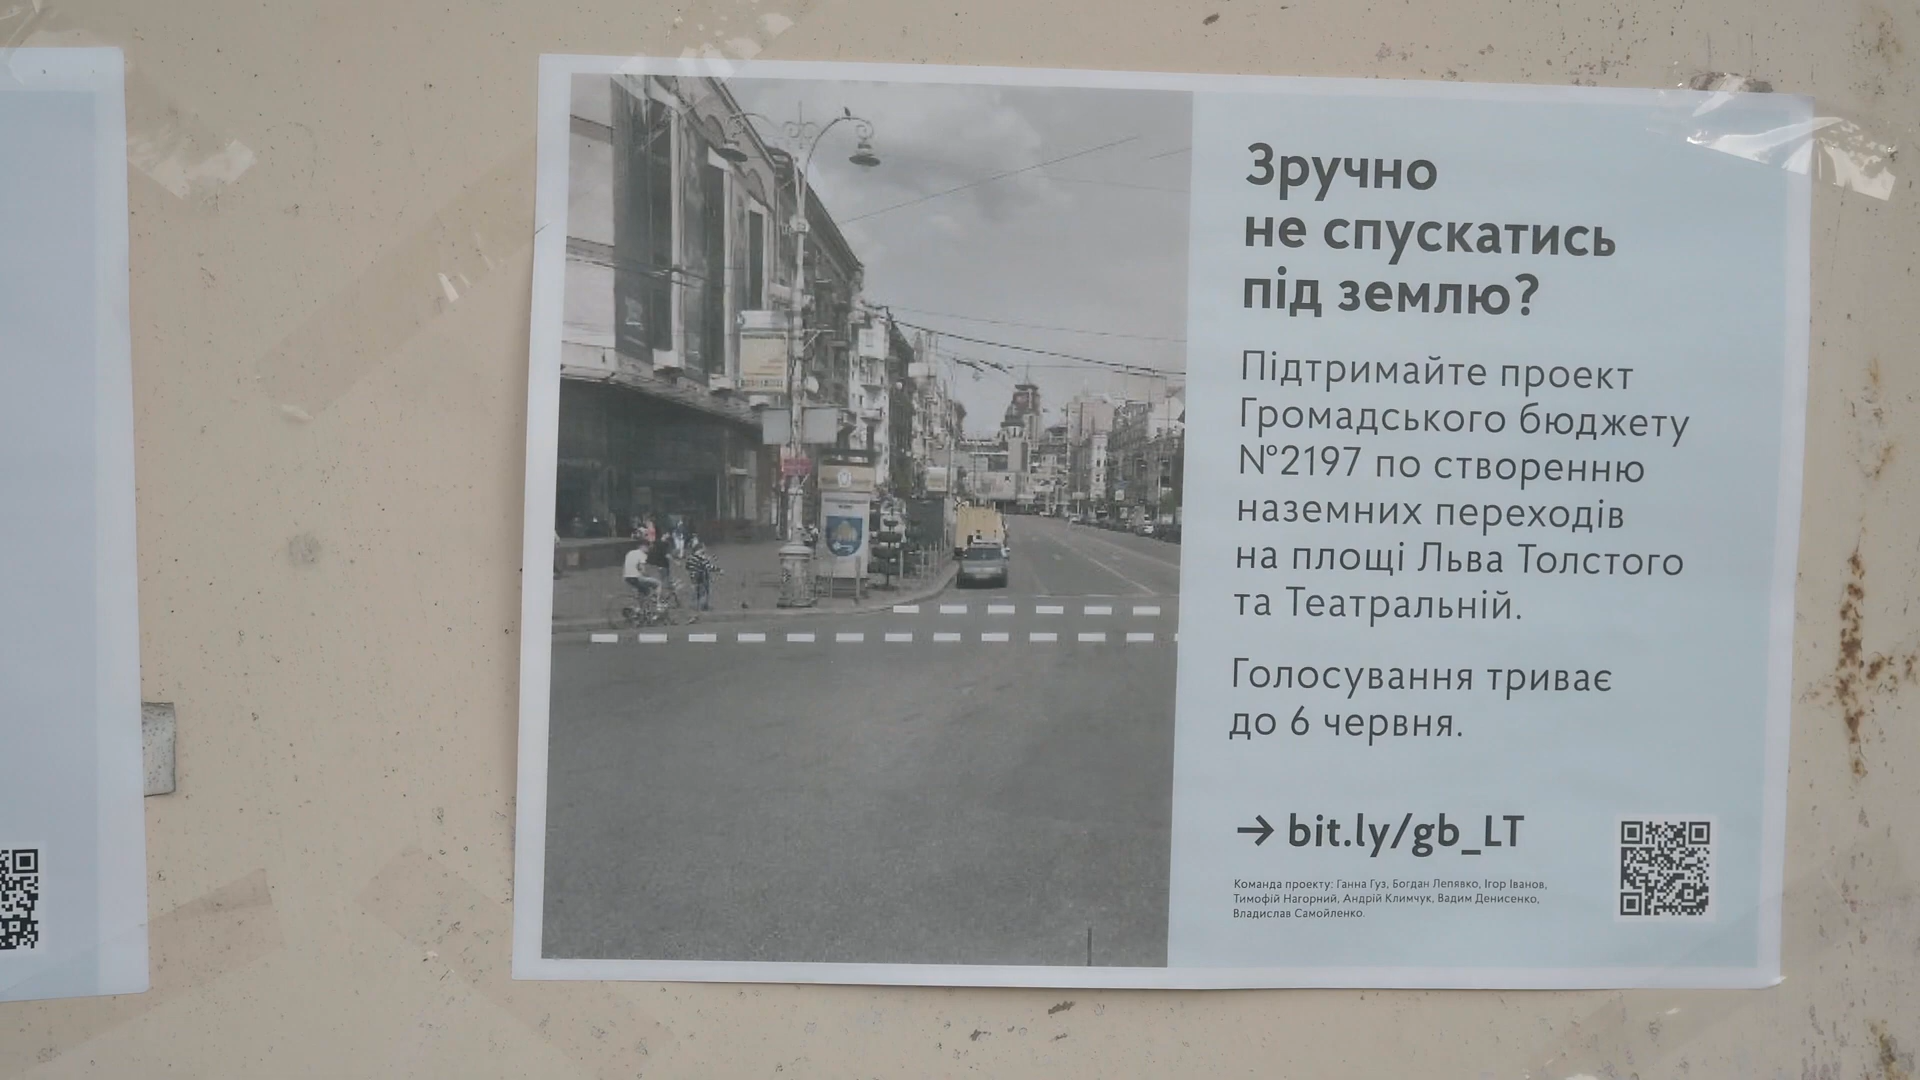 Зручно
не спускатись
під землю?
Підтримайте проект
Громадського бюджету
№2197 по створенню
наземних переходів
на площі Льва Толстого
та Театральній.
Голосування триває
до 6 червня.
→ bit.ly/gb_LT
Команда проекту: Ганна Гуз, Богдан Лепявко, Ігор Іванов,
Тимофій Нагорний, Андрій Климчук, Вадим Денисенко,
Владислав Самойленко.